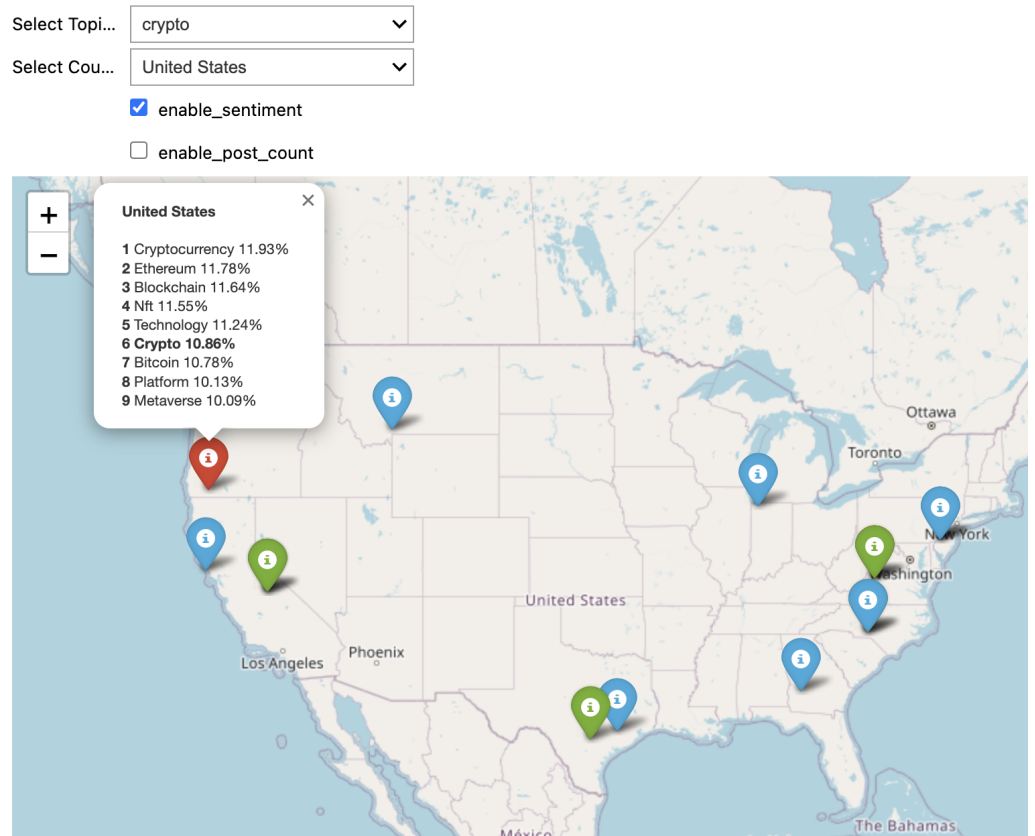 Select Topi...
crypto
Select Cou...
United States
enable_sentiment
enable_post_count
+
−
×
United States
1 Cryptocurrency 11.93%
2 Ethereum 11.78%
3 Blockchain 11.64%
4 Nft 11.55%
5 Technology 11.24%
6 Crypto 10.86%
7 Bitcoin 10.78%
8 Platform 10.13%
9 Metaverse 10.09%
Ottawa
Toronto
New York
Washington
United States
Phoenix
Los Angeles
México
The Bahamas